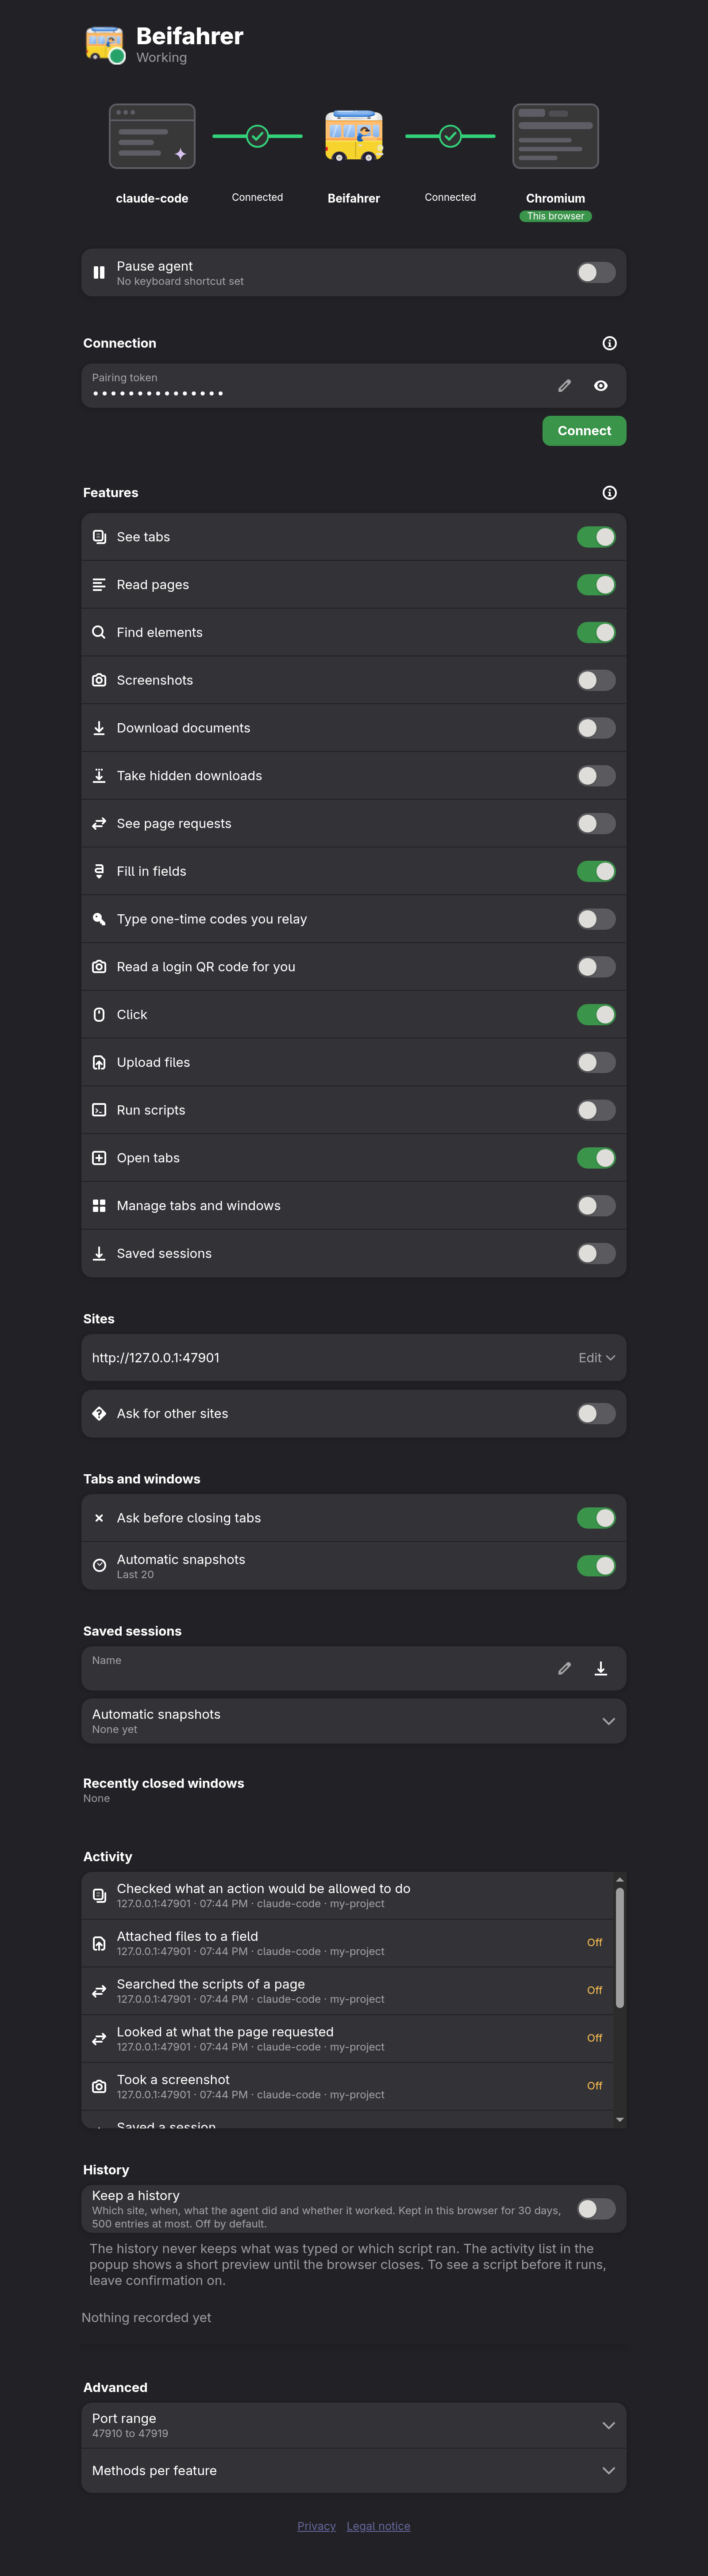 Beifahrer
Working
claude-code
Connected
Beifahrer
Connected
Chromium
This browser
Pause agent
No keyboard shortcut set
Connection
Pairing token
•••••••••••••••
Connect
Features
See tabs
Read pages
Find elements
Screenshots
Download documents
Take hidden downloads
See page requests
Fill in fields
Type one-time codes you relay
Read a login QR code for you
Click
Upload files
Run scripts
Open tabs
Manage tabs and windows
Saved sessions
Sites
http://127.0.0.1:47901
Edit
Ask for other sites
Tabs and windows
Ask before closing tabs
Automatic snapshots
Last 20
Saved sessions
Name
Automatic snapshots
None yet
Recently closed windows
None
Activity
Checked what an action would be allowed to do
127.0.0.1:47901 · 07:44 PM · claude-code · my-project
Attached files to a field
127.0.0.1:47901 · 07:44 PM · claude-code · my-project
Off
Searched the scripts of a page
127.0.0.1:47901 · 07:44 PM · claude-code · my-project
Off
Looked at what the page requested
127.0.0.1:47901 · 07:44 PM · claude-code · my-project
Off
Took a screenshot
127.0.0.1:47901 · 07:44 PM · claude-code · my-project
Off
Saved a session
History
Keep a history
Which site, when, what the agent did and whether it worked. Kept in this browser for 30 days,
500 entries at most. Off by default.
The history never keeps what was typed or which script ran. The activity list in the
popup shows a short preview until the browser closes. To see a script before it runs,
leave confirmation on.
Nothing recorded yet
Advanced
Port range
47910 to 47919
Methods per feature
Privacy
Legal notice